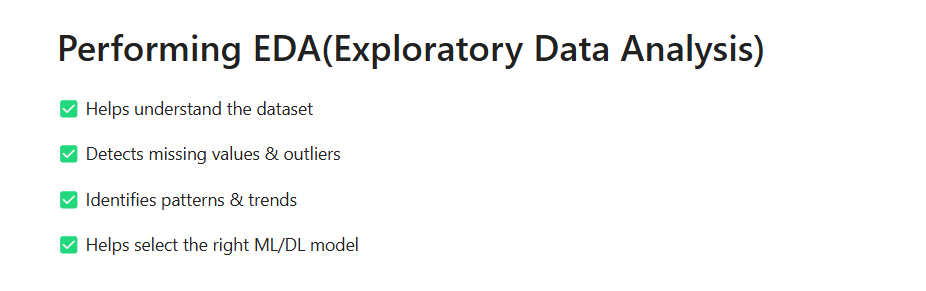 Performing EDA(Exploratory Data Analysis)
✅ Helps understand the dataset
✅ Detects missing values & outliers
✅ Identifies patterns & trends
✅ Helps select the right ML/DL model